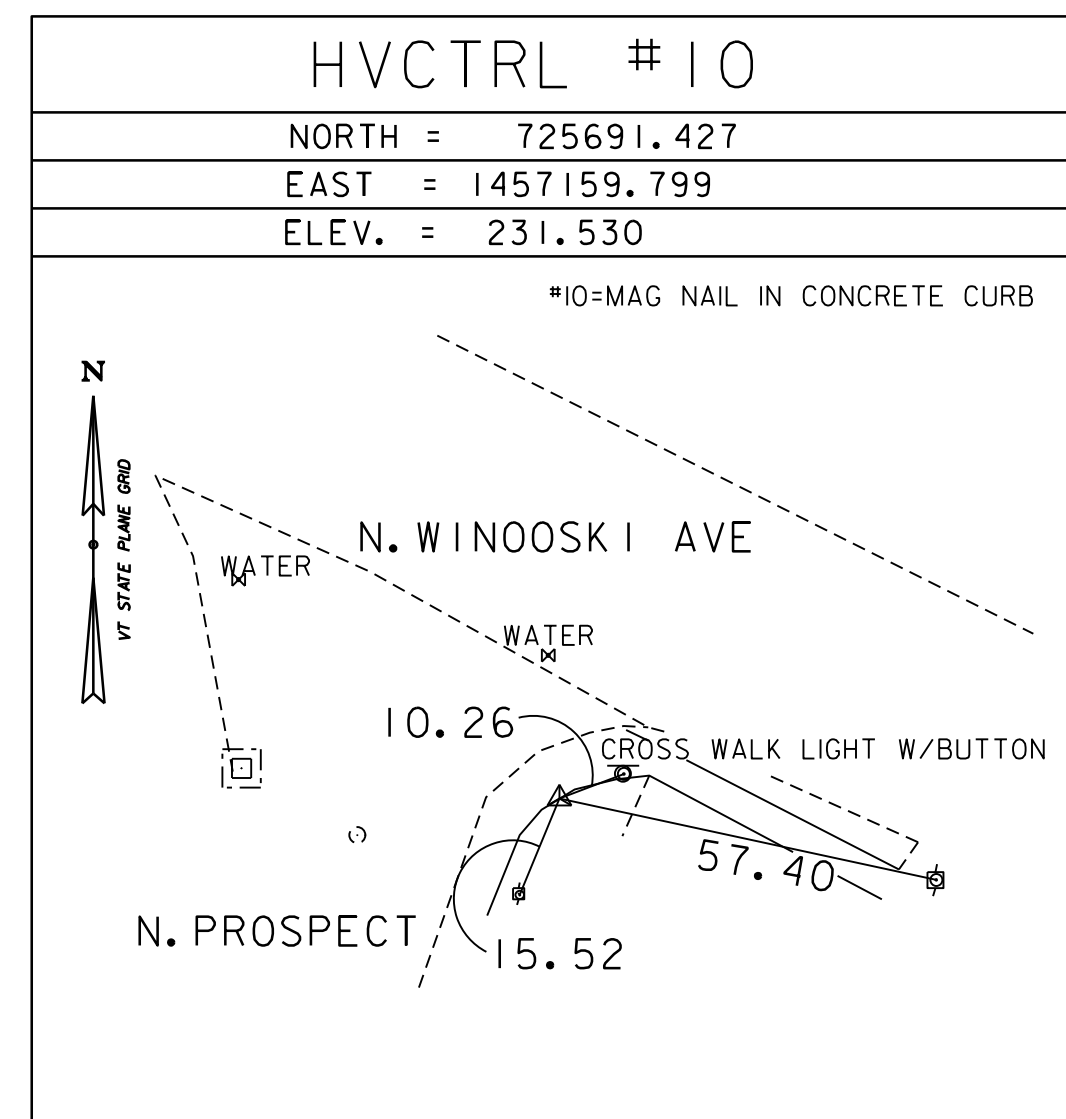 HVCTRL #10
NORTH = 725691.427
EAST = 1457159.799
ELEV. = 231.530
#10=MAG NAIL IN CONCRETE CURB
N
VT STATE PLANE GRID
N. WINOOSKI AVE
WATER
WATER
10.26
CROSS WALK LIGHT W/BUTTON
57.40
N. PROSPECT
15.52